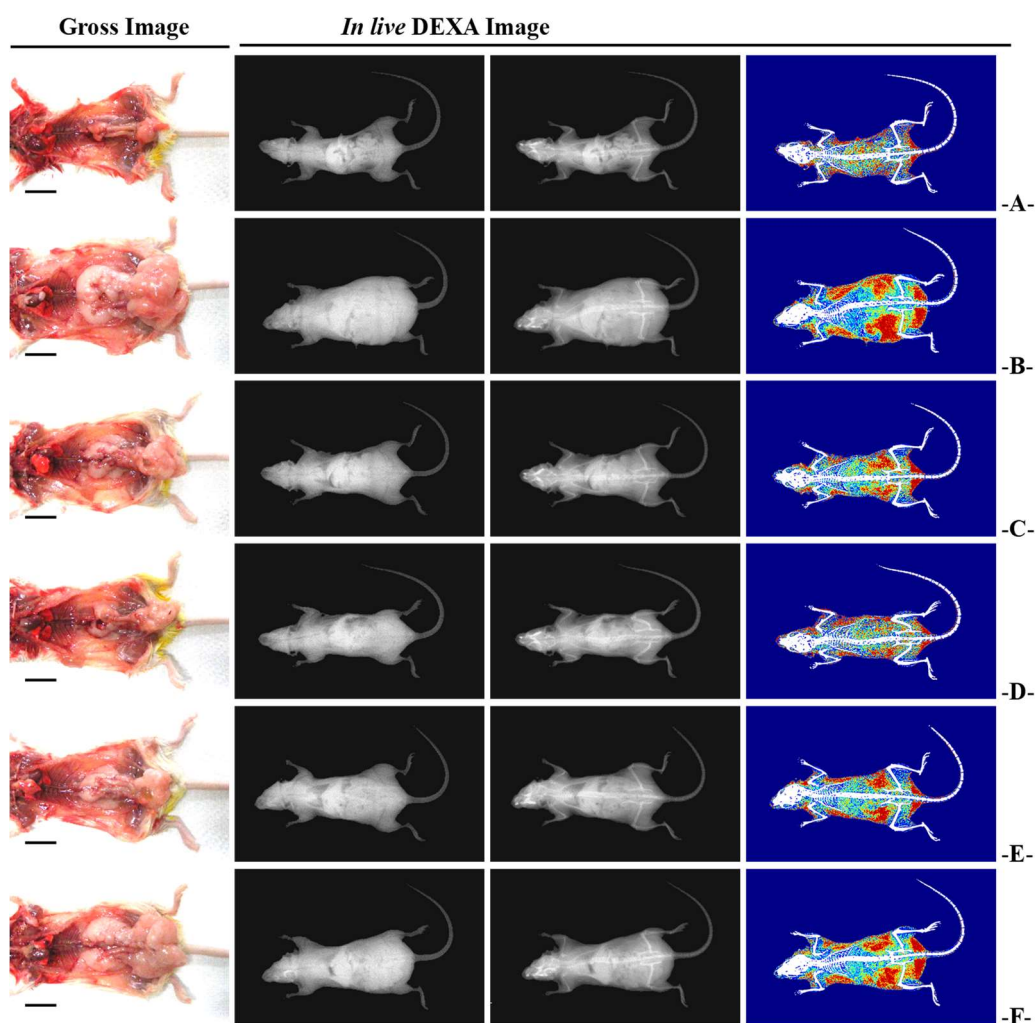 Gross Image
In live DEXA Image
-A-
-B-
-C-
-D-
-E-
-F-